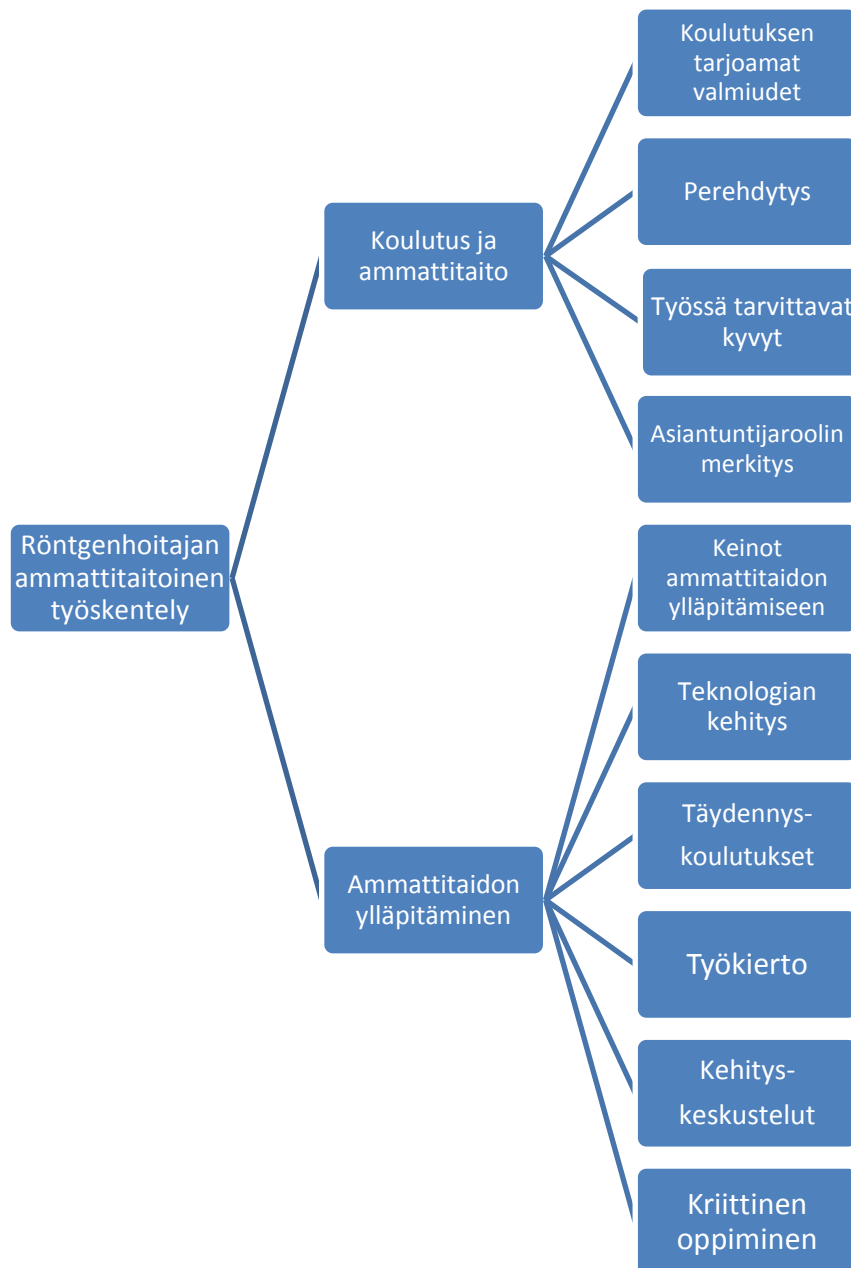 Koulutuksen
tarjoamat
valmiudet
Perehdytys
Koulutus ja
ammattitaito
Työssä tarvittavat
kyvyt
Asiantuntijaroolin
merkitys
Röntgenhoitajan
ammattitaitoinen
työskentely
Keinot
ammattitaidon
ylläpitämiseen
Teknologian
kehitys
Täydennys-
koulutukset
Ammattitaidon
ylläpitäminen
Työkierto
Kehitys-
keskustelut
Kriittinen
oppiminen